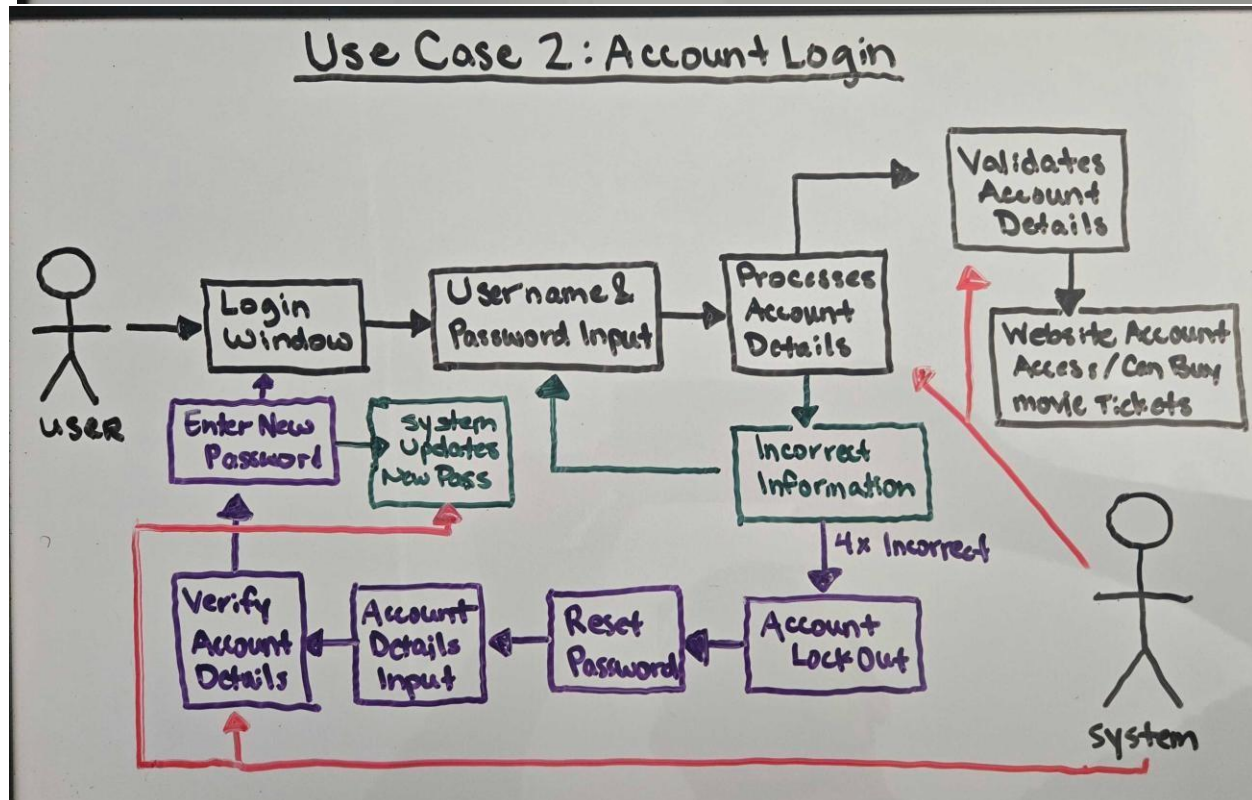 Use Case 2: Account Login
Validates
Account
Details
Login
Window
Username &
Password Input
Processes
Account
Details
Website Account
Access/Can Buy
movie Tickets
user
Enter New
Password
System
Updates
New Pass
Incorrect
Information
4x Incorrect
Verify
Account
Details
Account
Details
Input
Reset
Password
Account
Lock Out
system